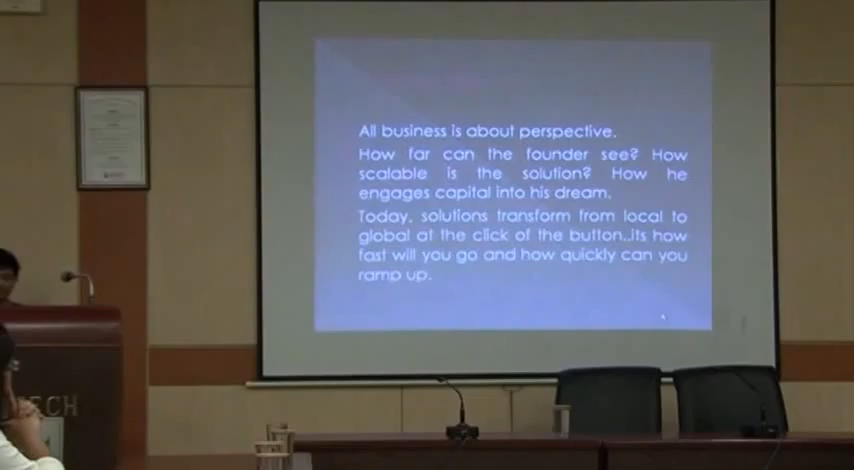 All business is about perspective.
How far can the founder see? How
scalable is the solution? How he
engages capital into his dream.
Today, solutions transform from local to
global at the click of the button..its how
fast will you go and how quickly can you
ramp up.
ECH